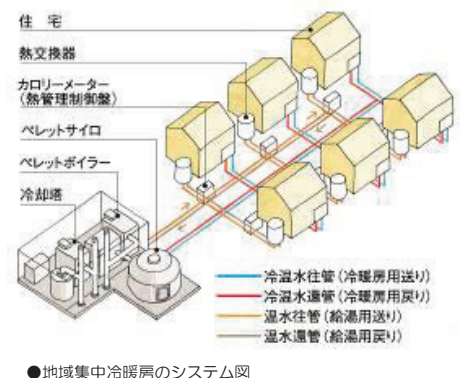 住　宅
熱交換器
カロリーメーター
（熱管理制御盤）
ペレットサイロ
ペレットボイラー
冷却塔
冷温水往管（冷暖房用送り）
冷温水還管（冷暖房用戻り）
温水往管（給湯用送り）
温水還管（給湯用戻り）
●地域集中冷暖房のシステム図